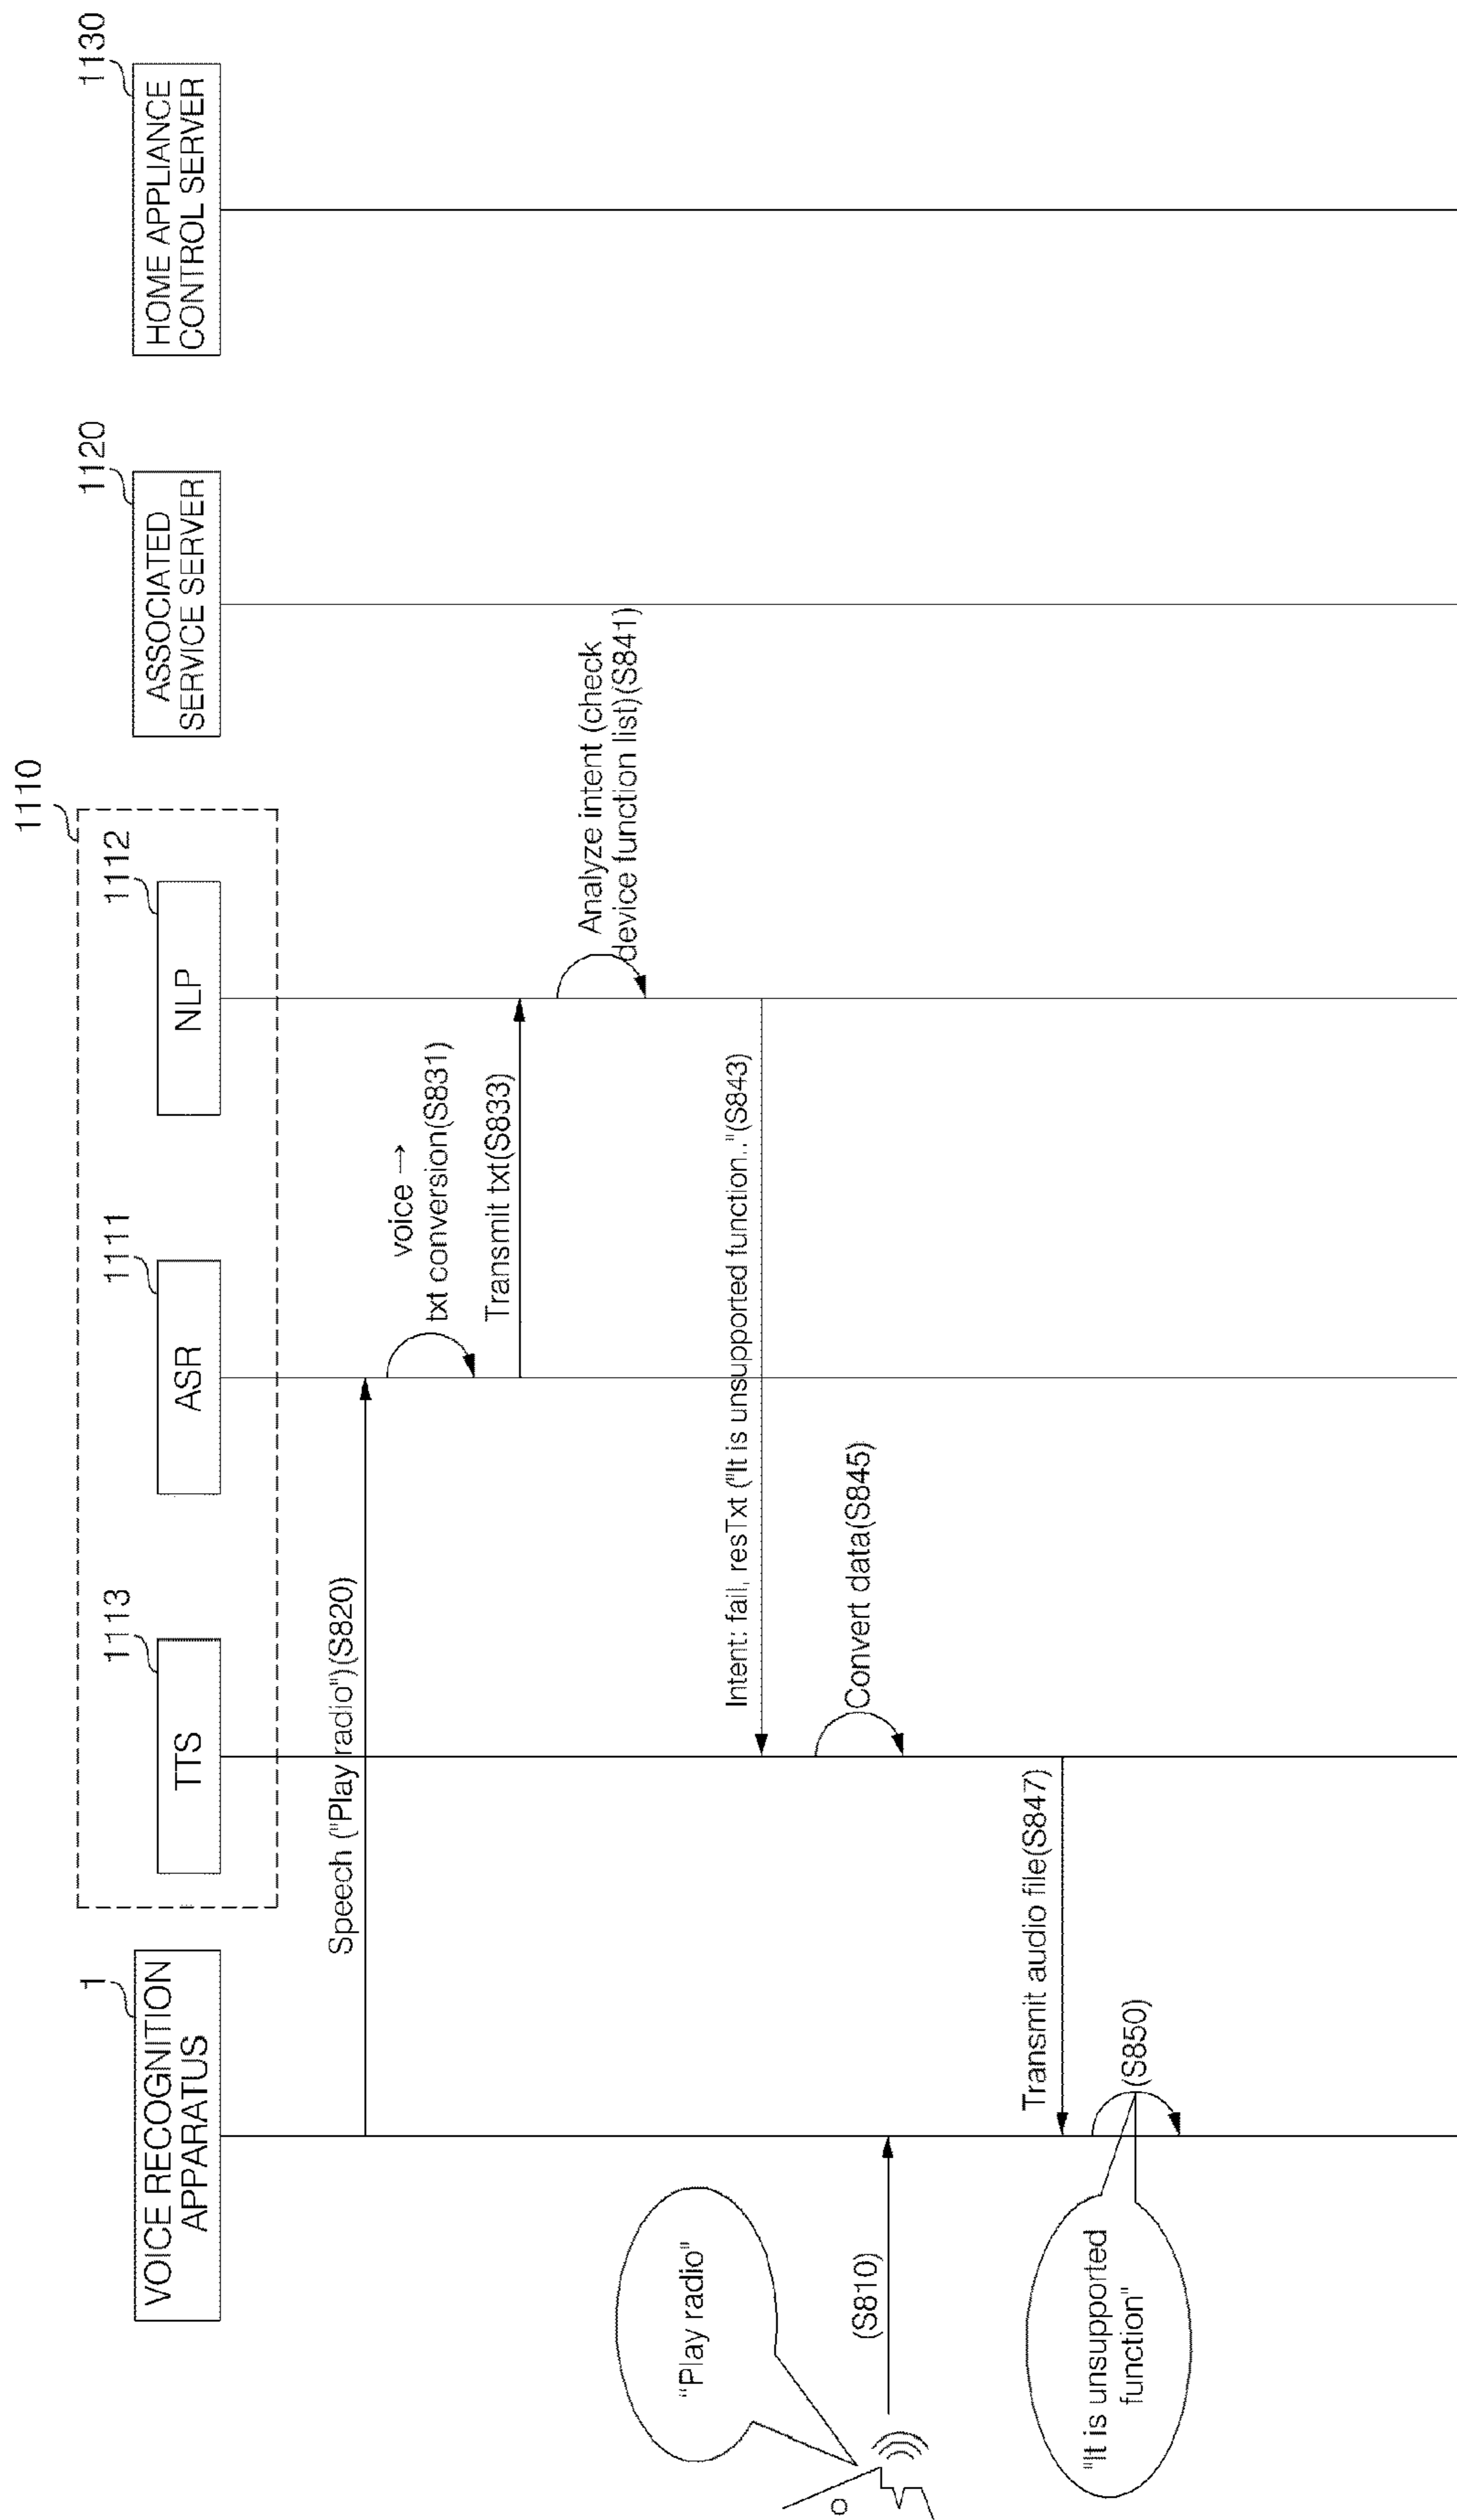 1110
1
1113
1111
1112
1120
1130
VOICE RECOGNITION
APPARATUS
TTS
ASR
NLP
ASSOCIATED
SERVICE SERVER
HOME APPLIANCE
CONTROL SERVER
Speech ("Play radio")(S820)
voice →
txt conversion(S831)
Transmit txt(S833)
Analyze intent (check
device function list)(S841)
"Play radio"
Intent: fail, resTxt ("It is unsupported function.."(S843)
(S810)
Convert data(S845)
Transmit audio file(S847)
"It is unsupported
function"
(S850)